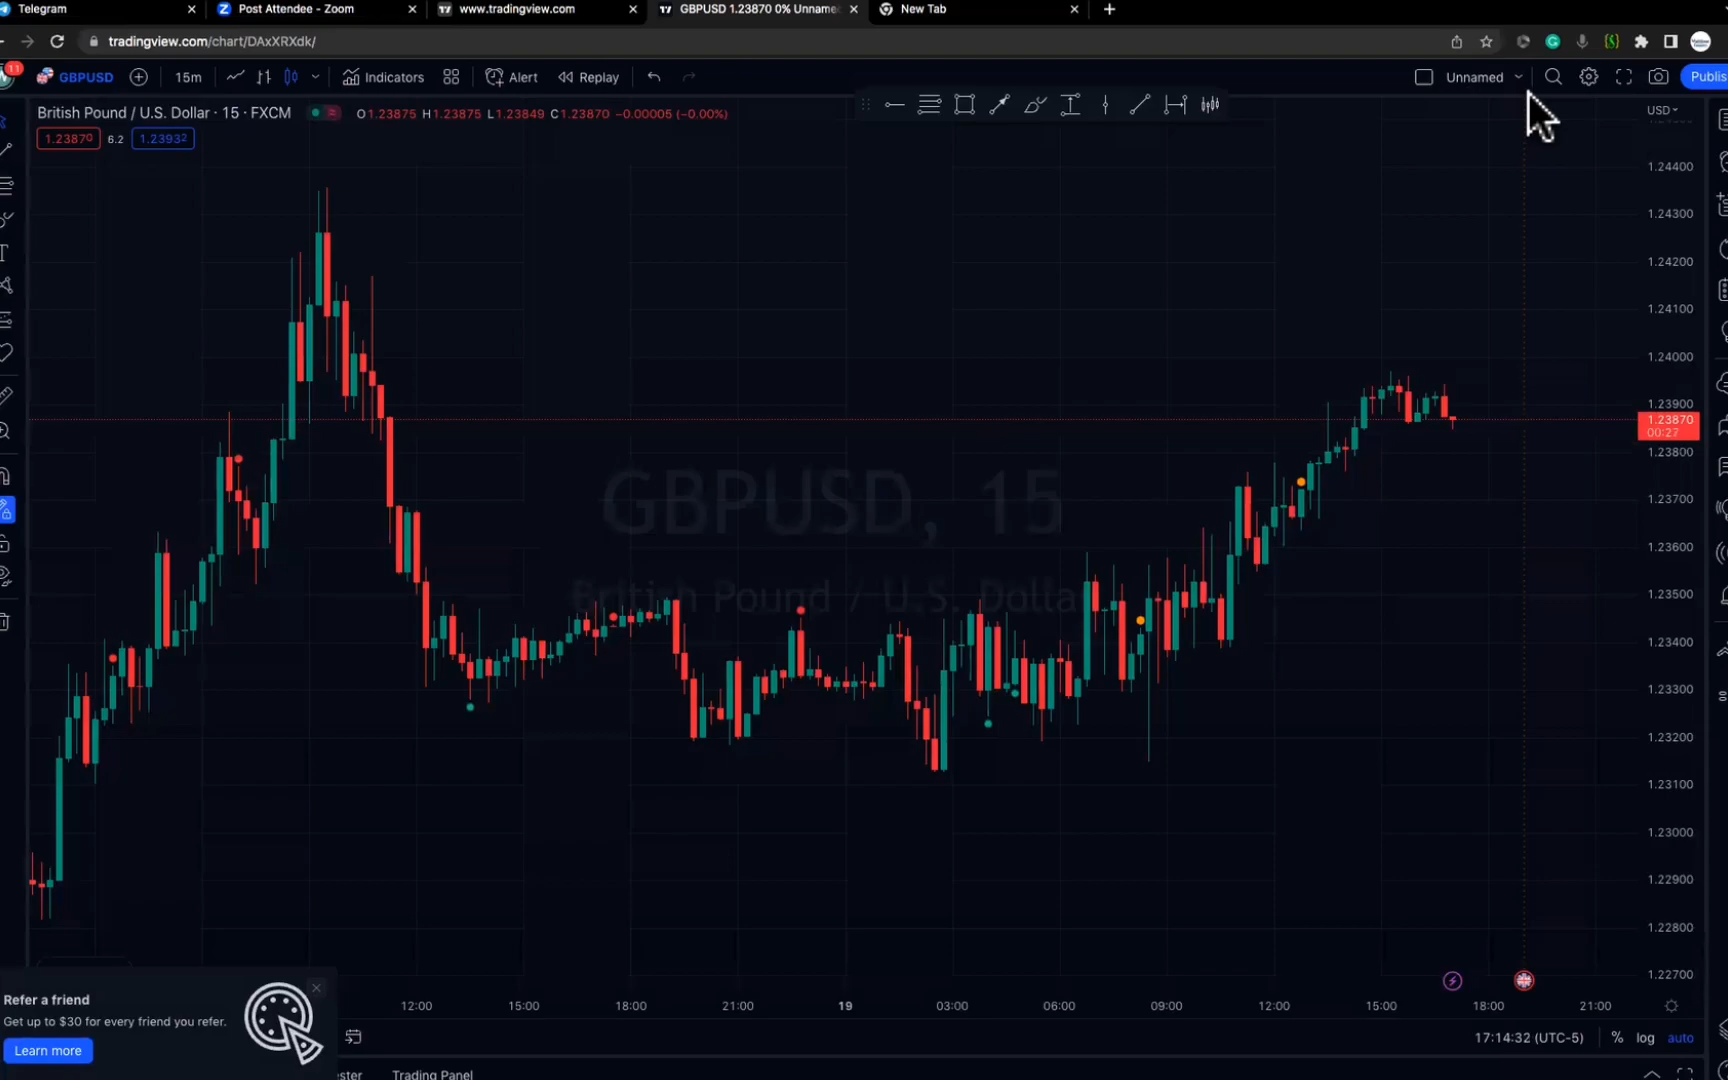 Telegram
Post Attendee - Zoom
www.tradingview.com
GBPUSD 1.23870 0% Unname
New Tab
tradingview.com/chart/DAxXRXdk/
11
GBPUSD
15m
Indicators
Alert
Replay
Unnamed
Publis
British Pound / U.S. Dollar · 15 · FXCM
O1.23875 H1.23875 L1.23849 C1.23870 −0.00005 (−0.00%)
USD
1.23870
6.2
1.23932
1.24400
1.24300
1.24200
1.24100
1.24000
1.23900
1.23870
00:27
1.23800
1.23700
1.23600
1.23500
1.23400
1.23300
1.23200
1.23100
1.23000
1.22900
1.22800
1.22700
GBPUSD, 15
British Pound / U.S. Dollar
Refer a friend
Get up to $30 for every friend you refer.
Learn more
12:00
15:00
18:00
21:00
19
03:00
06:00
09:00
12:00
15:00
18:00
21:00
17:14:32 (UTC-5)
%
log
auto
ester
Trading Panel